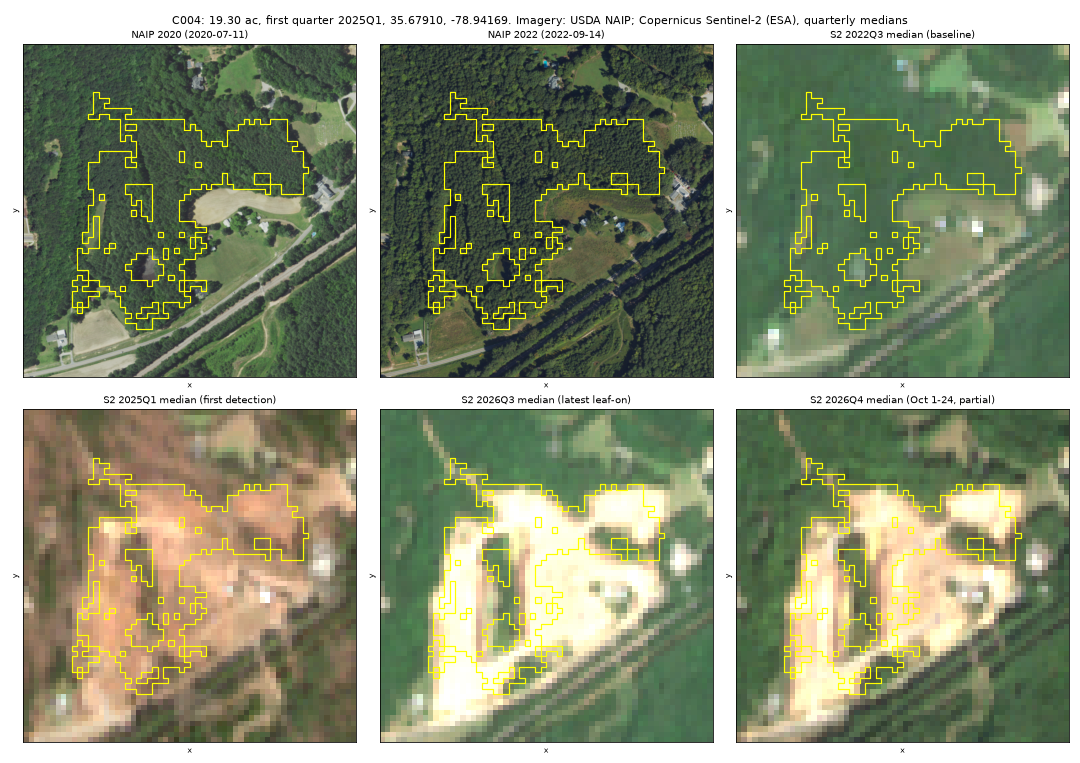 C004: 19.30 ac, first quarter 2025Q1, 35.67910, -78.94169. Imagery: USDA NAIP; Copernicus Sentinel-2 (ESA), quarterly medians
NAIP 2020 (2020-07-11)
NAIP 2022 (2022-09-14)
S2 2022Q3 median (baseline)
y
y
y
x
x
x
S2 2025Q1 median (first detection)
S2 2026Q3 median (latest leaf-on)
S2 2026Q4 median (Oct 1-24, partial)
y
y
y
x
x
x